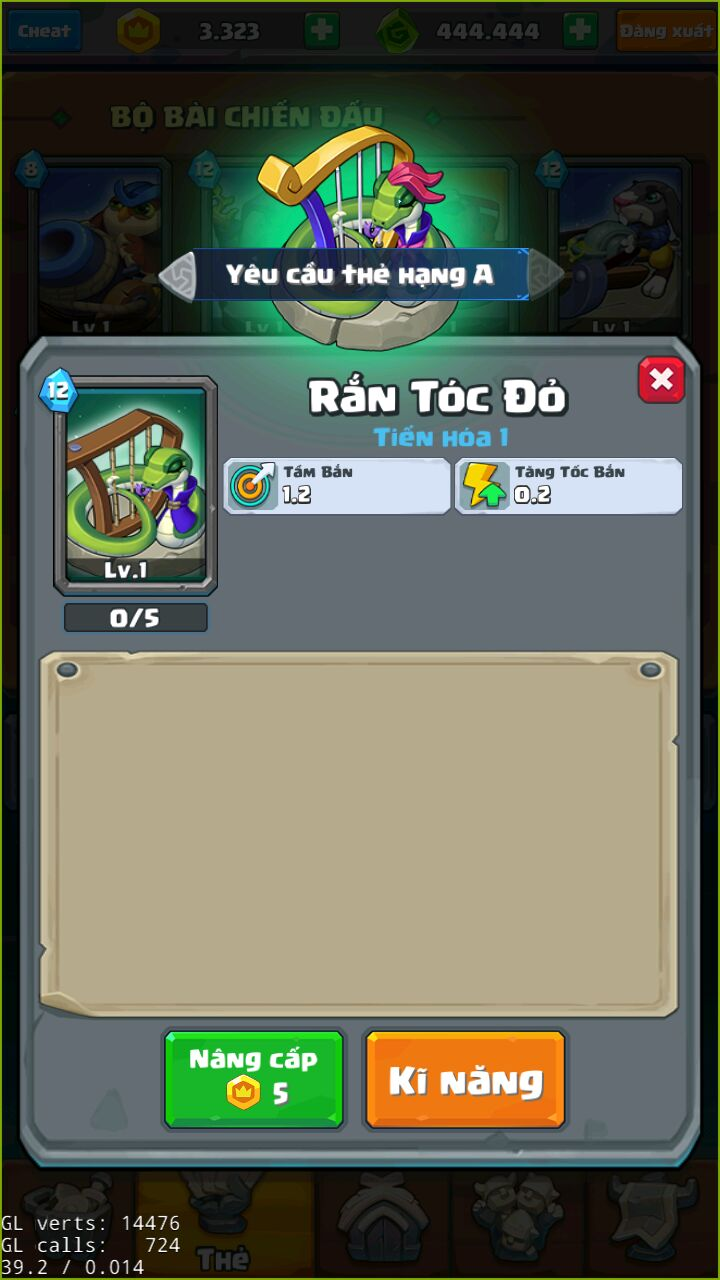 Cheat
3.323
444.444
Đăng xuất
BỘ BÀI CHIẾN ĐẤU
8
12
12
Yêu cầu thẻ hạng A
Lv 1
Lv 1
1
Lv 1
12
Rắn Tóc Đỏ
Tiến hóa 1
Tầm Bắn
1.2
Tăng Tốc Bắn
0.2
Lv.1
0/5
Nâng cấp
5
Kĩ năng
GL verts: 14476
GL calls: 724
39.2 / 0.014
Thẻ